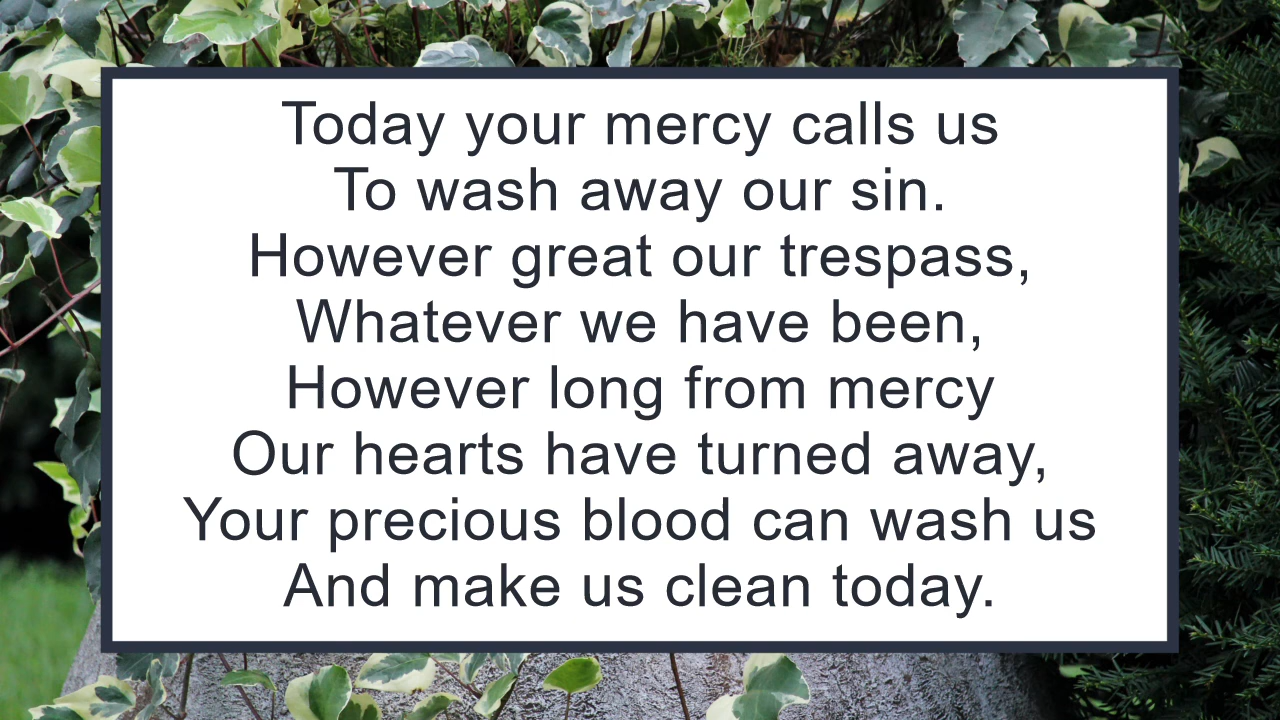 Today your mercy calls us
To wash away our sin.
However great our trespass,
Whatever we have been,
However long from mercy
Our hearts have turned away,
Your precious blood can wash us
And make us clean today.